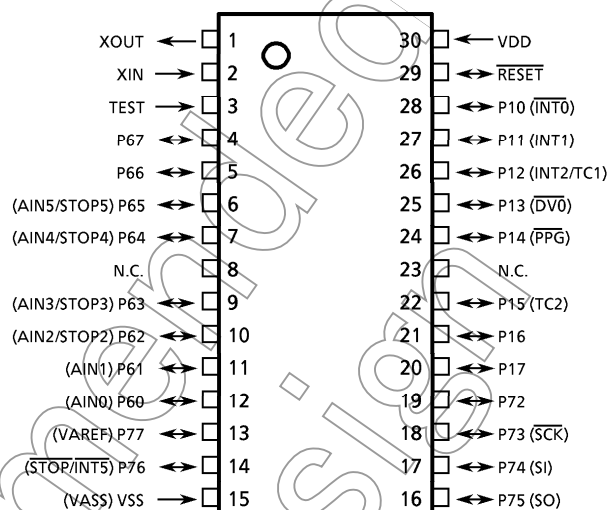 XOUT 1 30 VDD
XIN 2 29 RESET
TEST 3 28 P10 (INT0)
P67 4 27 P11 (INT1)
P66 5 26 P12 (INT2/TC1)
(AIN5/STOP5) P65 6 25 P13 (DV0)
(AIN4/STOP4) P64 7 24 P14 (PPG)
N.C. 8 23 N.C.
(AIN3/STOP3) P63 9 22 P15 (TC2)
(AIN2/STOP2) P62 10 21 P16
(AIN1) P61 11 20 P17
(AIN0) P60 12 19 P72
(VAREF) P77 13 18 P73 (SCK)
(STOP/INT5) P76 14 17 P74 (SI)
(VASS) VSS 15 16 P75 (SO)